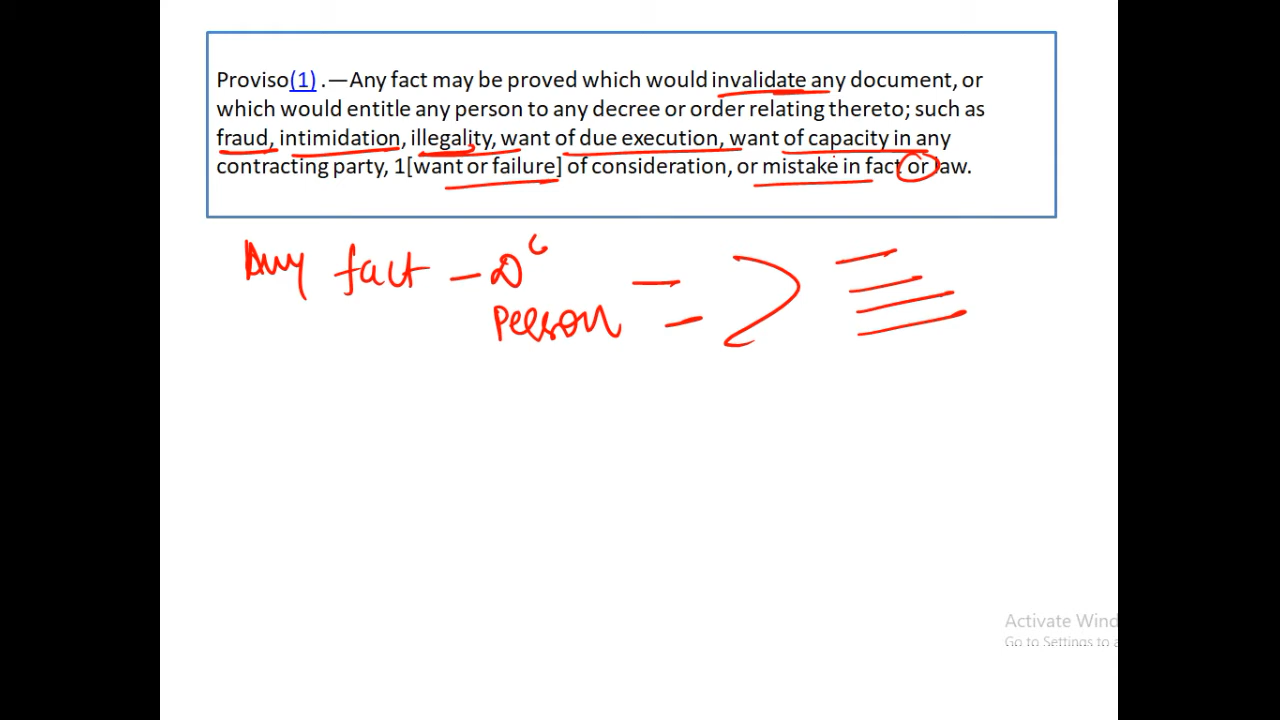 Proviso(1) .—Any fact may be proved which would invalidate any document, or
which would entitle any person to any decree or order relating thereto; such as
fraud, intimidation, illegality, want of due execution, want of capacity in any
contracting party, 1[want or failure] of consideration, or mistake in fact or law.
Any fact –
Person –
Activate Wind
Go to Settings to a